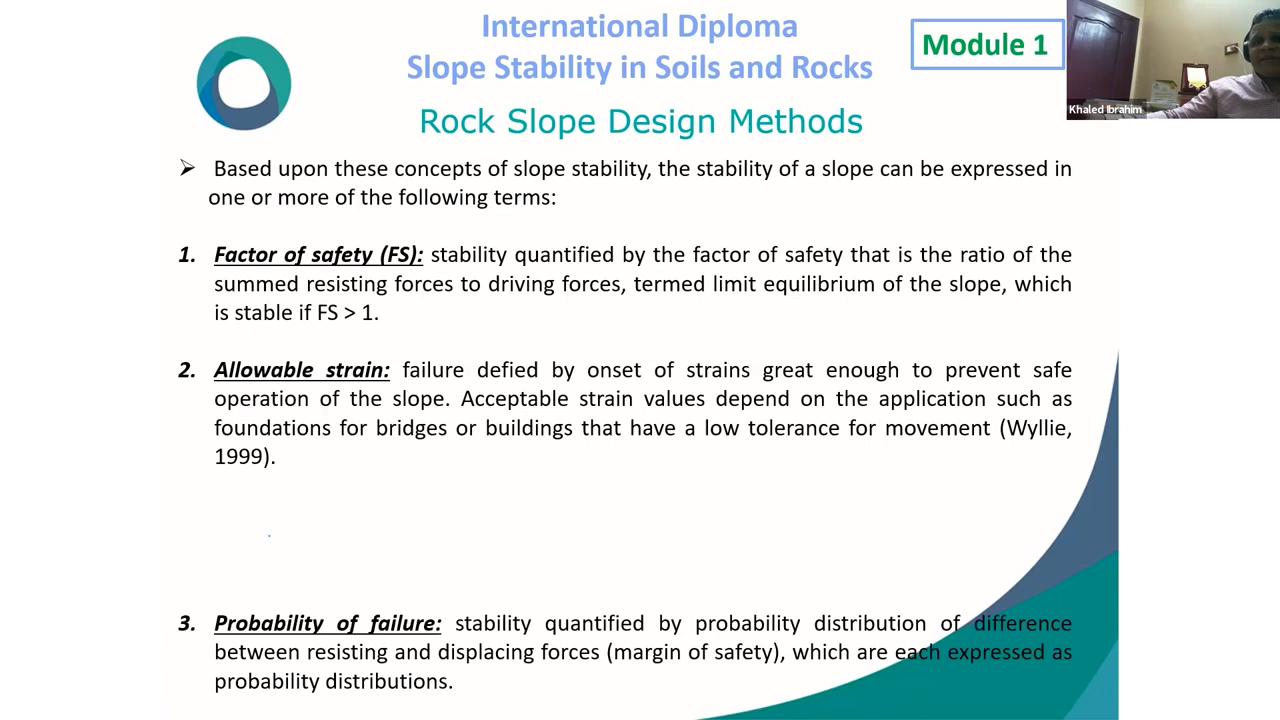 International Diploma
Slope Stability in Soils and Rocks
Module 1
Khaled Ibrahim
Rock Slope Design Methods
➢ Based upon these concepts of slope stability, the stability of a slope can be expressed in
one or more of the following terms:
1. Factor of safety (FS): stability quantified by the factor of safety that is the ratio of the
summed resisting forces to driving forces, termed limit equilibrium of the slope, which
is stable if FS > 1.
2. Allowable strain: failure defied by onset of strains great enough to prevent safe
operation of the slope. Acceptable strain values depend on the application such as
foundations for bridges or buildings that have a low tolerance for movement (Wyllie,
1999).
3. Probability of failure: stability quantified by probability distribution of difference
between resisting and displacing forces (margin of safety), which are each expressed as
probability distributions.